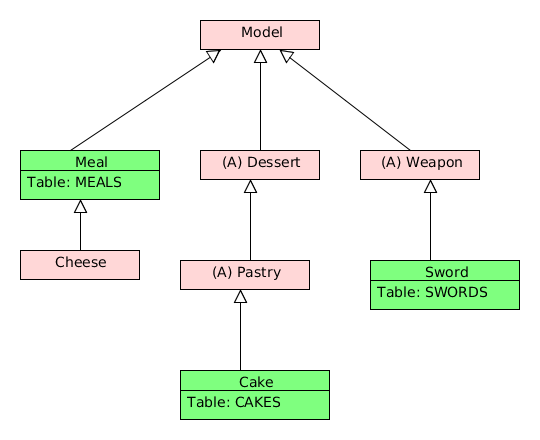 Model
Meal
Table: MEALS
(A) Dessert
(A) Weapon
Cheese
(A) Pastry
Sword
Table: SWORDS
Cake
Table: CAKES